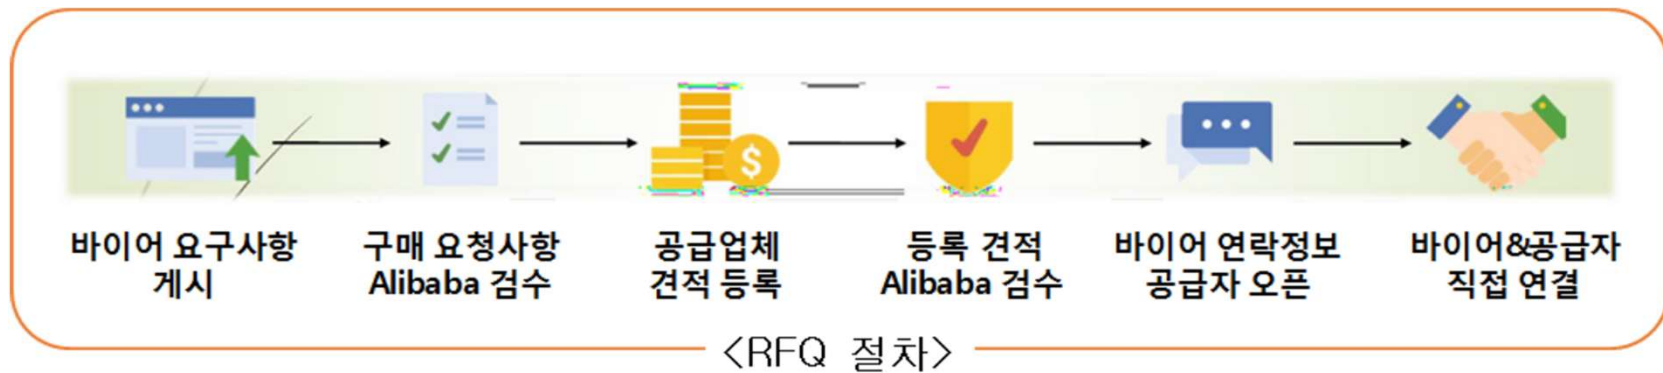 바이어 요구사항
게시
구매 요청사항
Alibaba 검수
공급업체
견적 등록
등록 견적
Alibaba 검수
바이어 연락정보
공급자 오픈
바이어&공급자
직접 연결
<RFQ 절차>